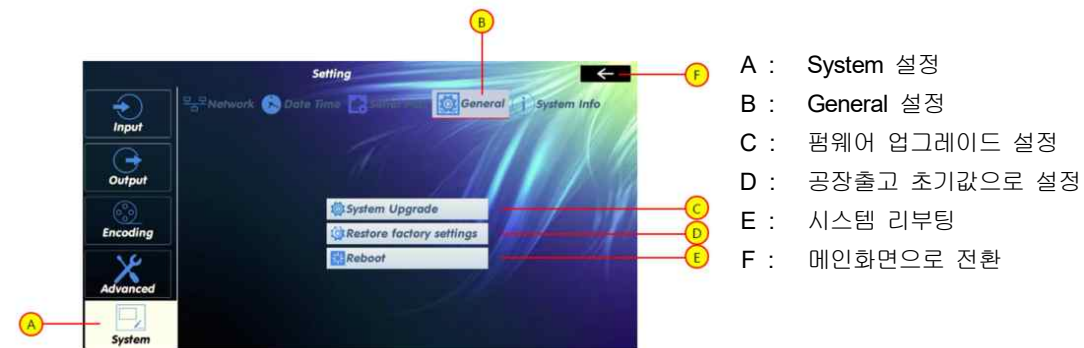 B
Setting
F
Network
Date Time
Serial Port
General
System Info
Input
Output
Encoding
Advanced
System
System Upgrade
Restore factory settings
Reboot
C
D
E
A
A : System 설정
B : General 설정
C : 펌웨어 업그레이드 설정
D : 공장출고 초기값으로 설정
E : 시스템 리부팅
F : 메인화면으로 전환